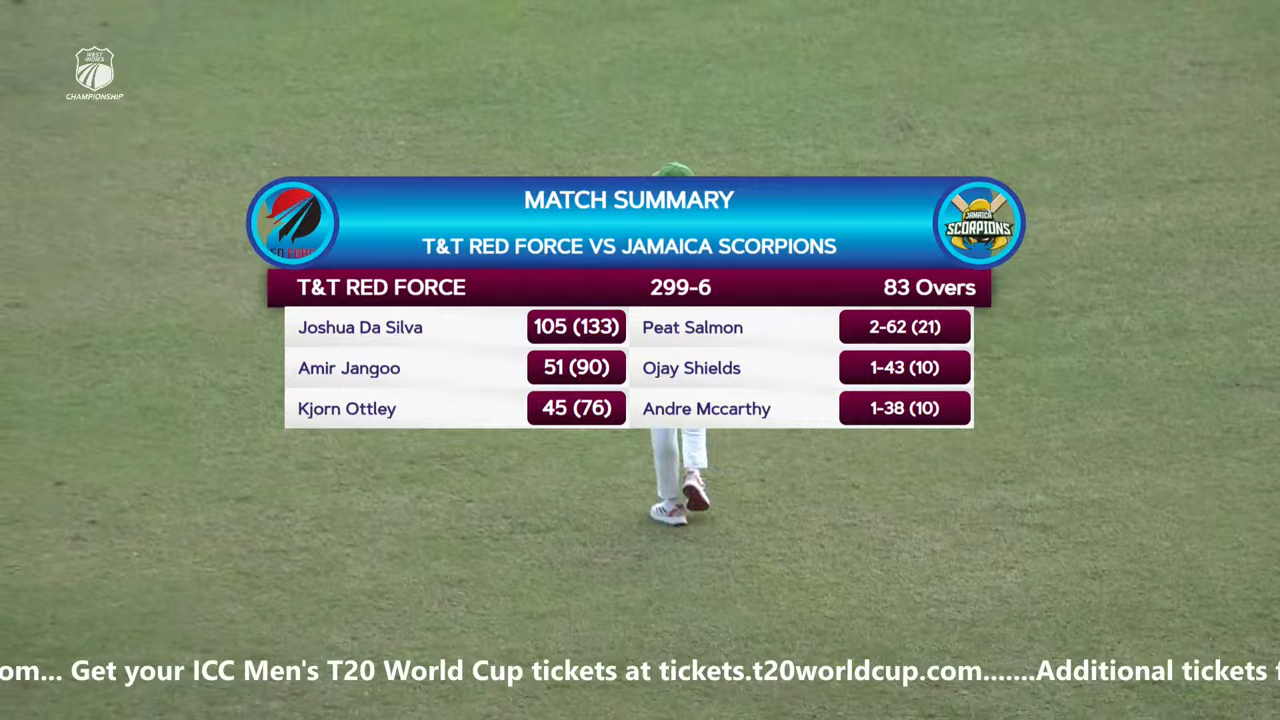 WEST
INDIES
CHAMPIONSHIP
MATCH SUMMARY
T&T RED FORCE VS JAMAICA SCORPIONS
JAMAICA
SCORPIONS
T&T RED FORCE 299-6 83 Overs
Joshua Da Silva 105 (133) Peat Salmon 2-62 (21)
Amir Jangoo 51 (90) Ojay Shields 1-43 (10)
Kjorn Ottley 45 (76) Andre Mccarthy 1-38 (10)
om... Get your ICC Men's T20 World Cup tickets at tickets.t20worldcup.com.......Additional tickets f